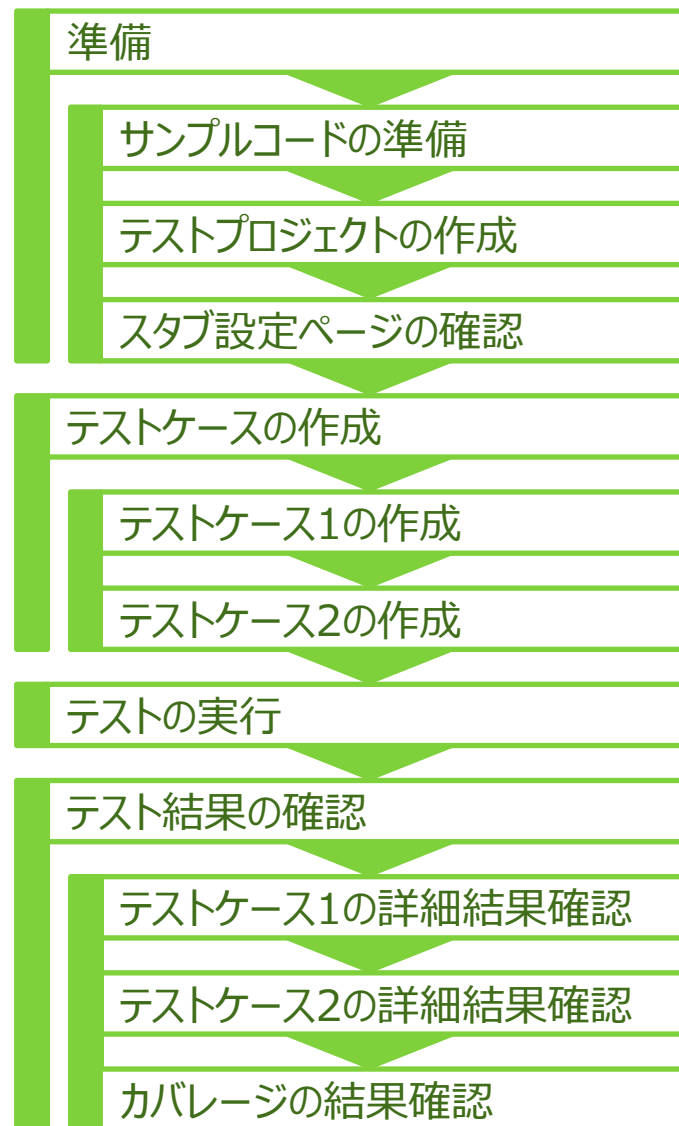 準備
サンプルコードの準備
テストプロジェクトの作成
スタブ設定ページの確認
テストケースの作成
テストケース1の作成
テストケース2の作成
テストの実行
テスト結果の確認
テストケース1の詳細結果確認
テストケース2の詳細結果確認
カバレージの結果確認